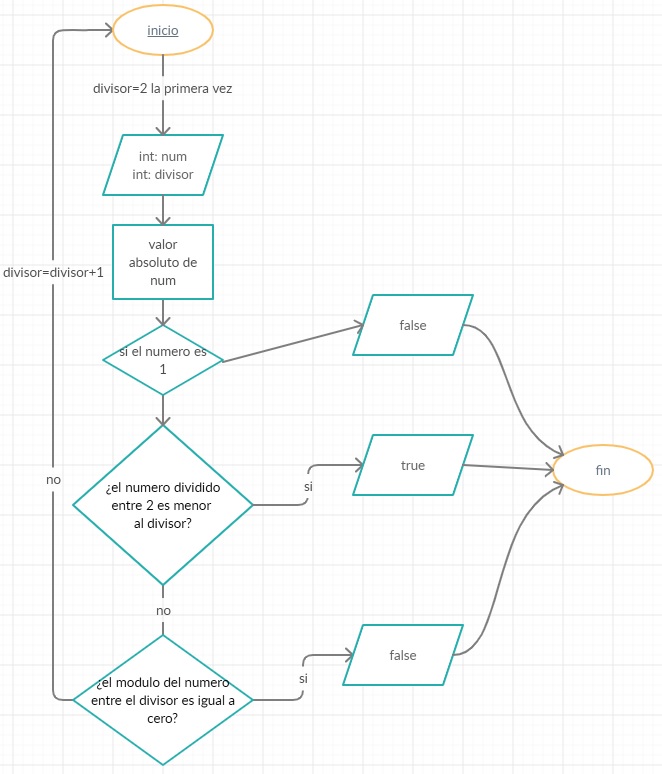 inicio
divisor=2 la primera vez
int: num
int: divisor
valor
absoluto de
num
divisor=divisor+1
si el numero es
1
false
¿el numero dividido
entre 2 es menor
al divisor?
si
true
fin
no
no
¿el modulo del numero
entre el divisor es igual a
cero?
si
false